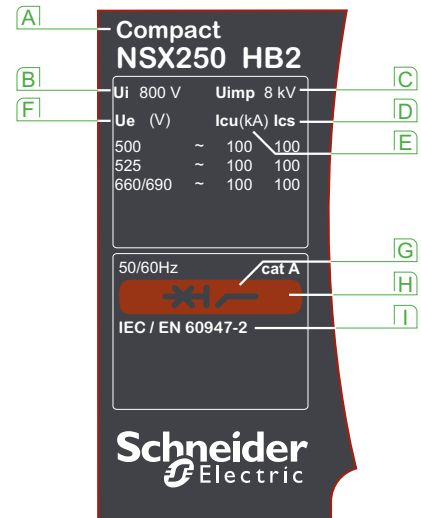 A
Compact
NSX250 HB2
B
Ui 800 V Uimp 8 kV
C
F
Ue (V) Icu(kA) Ics
D
E
500 ~ 100 100
525 ~ 100 100
660/690 ~ 100 100
G
50/60Hz cat A
H
IEC / EN 60947-2
I
Schneider
Electric